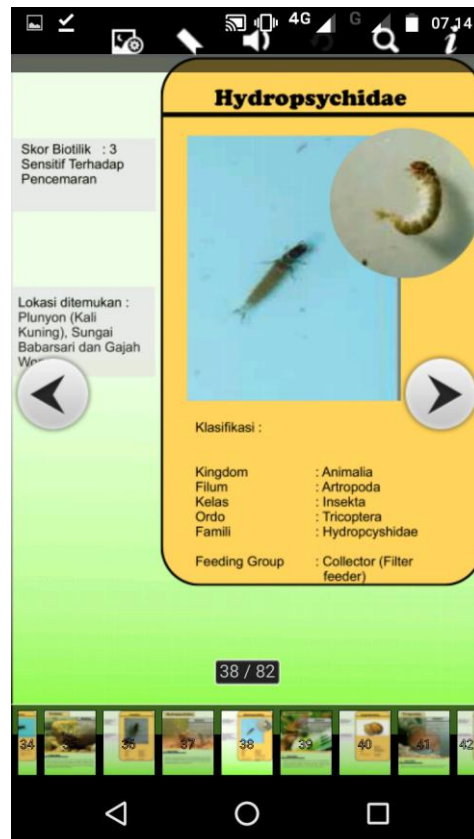 4G
G
07.14
Hydropsychidae
Skor Biotilik : 3
Sensitif Terhadap
Pencemaran
Lokasi ditemukan :
Plunyon (Kali
Kuning), Sungai
Babarsari dan Gajah
Klasifikasi :
Kingdom : Animalia
Filum : Artropoda
Kelas : Insekta
Ordo : Tricoptera
Famili : Hydropcyshidae
Feeding Group : Collector (Filter
feeder)
38 / 82
34 36 37 38 39 40 41 42